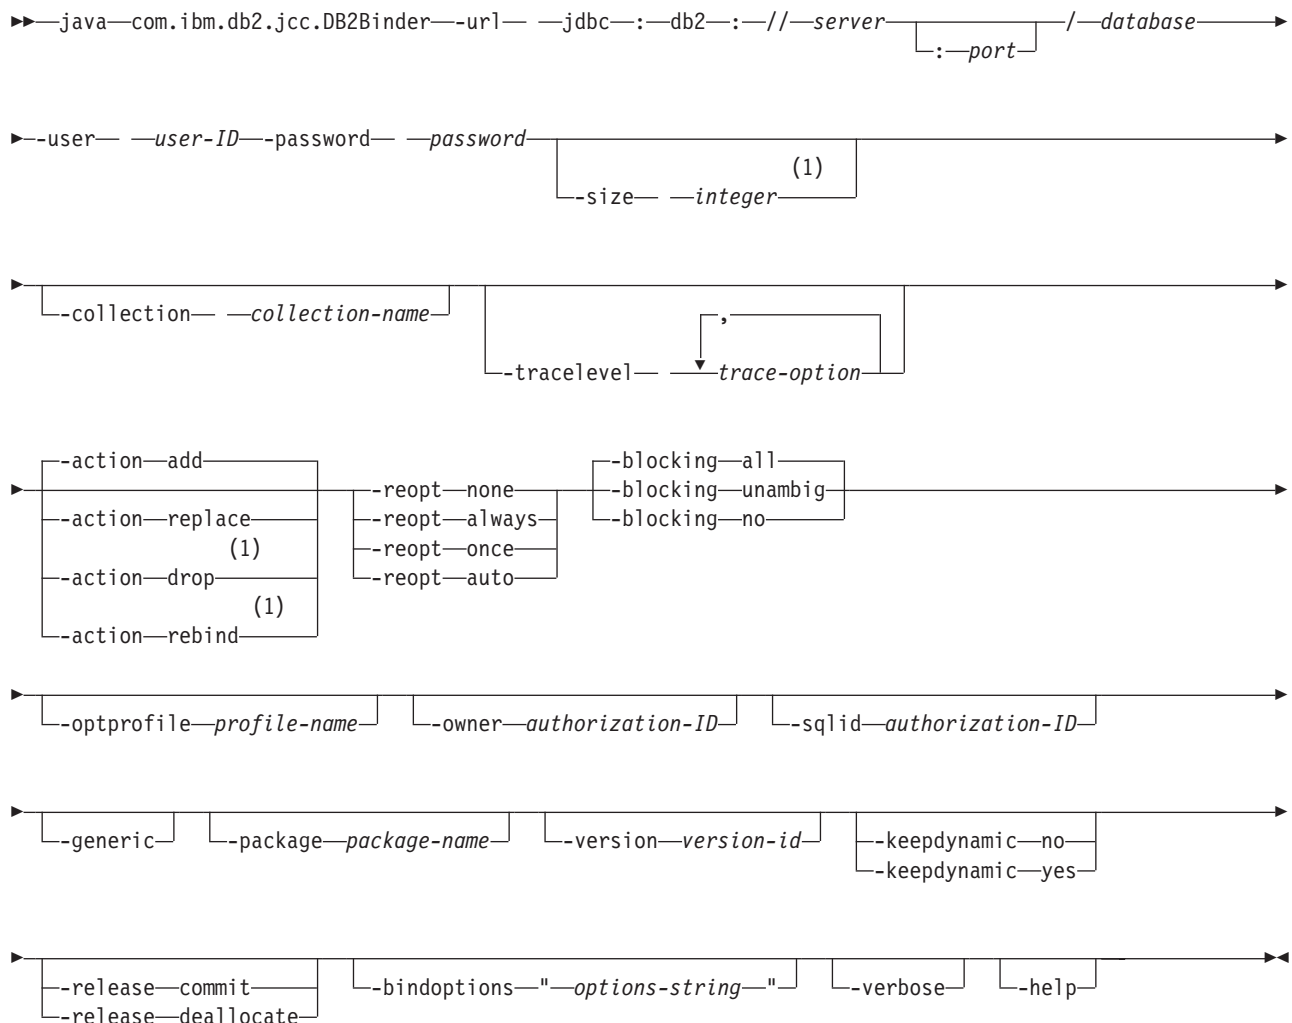 java com.ibm.db2.jcc.DB2Binder -url jdbc : db2 : // server / database
: port
-user user-ID -password password
(1)
-size integer
-collection collection-name
,
-tracelevel trace-option
-action add -blocking all
-reopt none -blocking unambig
-action replace -reopt always -blocking no
(1) -reopt once
-action drop -reopt auto
(1)
-action rebind
-optprofile profile-name -owner authorization-ID -sqlid authorization-ID
-generic -package package-name -version version-id -keepdynamic no
-keepdynamic yes
-release commit -bindoptions " options-string " -verbose -help
-release deallocate